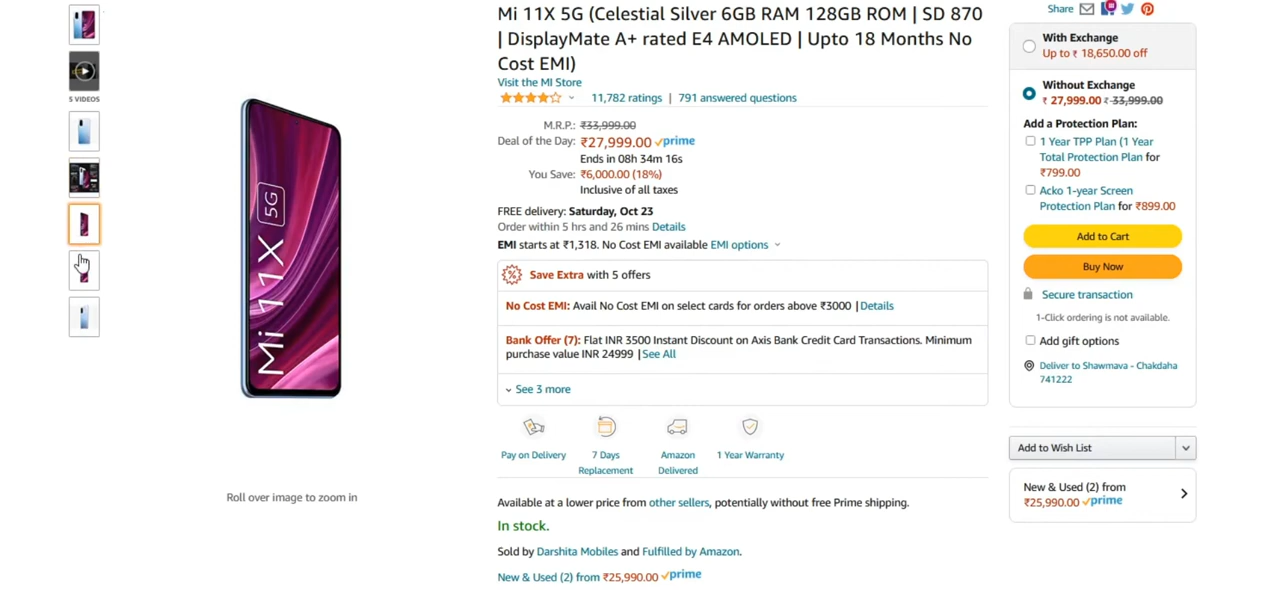 5 VIDEOS
Mi 11X 5G
Roll over image to zoom in
Mi 11X 5G (Celestial Silver 6GB RAM 128GB ROM | SD 870
| DisplayMate A+ rated E4 AMOLED | Upto 18 Months No
Cost EMI)
Visit the MI Store
11,782 ratings | 791 answered questions
M.R.P.: ₹33,999.00
Deal of the Day: ₹27,999.00 prime
Ends in 08h 34m 16s
You Save: ₹6,000.00 (18%)
Inclusive of all taxes
FREE delivery: Saturday, Oct 23
Order within 5 hrs and 26 mins Details
EMI starts at ₹1,318. No Cost EMI available EMI options
Save Extra with 5 offers
No Cost EMI: Avail No Cost EMI on select cards for orders above ₹3000 | Details
Bank Offer (7): Flat INR 3500 Instant Discount on Axis Bank Credit Card Transactions. Minimum
purchase value INR 24999 | See All
See 3 more
Pay on Delivery
7 Days
Replacement
Amazon
Delivered
1 Year Warranty
Available at a lower price from other sellers, potentially without free Prime shipping.
In stock.
Sold by Darshita Mobiles and Fulfilled by Amazon.
New & Used (2) from ₹25,990.00 prime
Share
With Exchange
Up to ₹ 18,650.00 off
Without Exchange
₹ 27,999.00 ₹ 33,999.00
Add a Protection Plan:
1 Year TPP Plan (1 Year
Total Protection Plan for
₹799.00
Acko 1-year Screen
Protection Plan for ₹899.00
Add to Cart
Buy Now
Secure transaction
1-Click ordering is not available.
Add gift options
Deliver to Shawmava - Chakdaha
741222
Add to Wish List
New & Used (2) from
₹25,990.00 prime